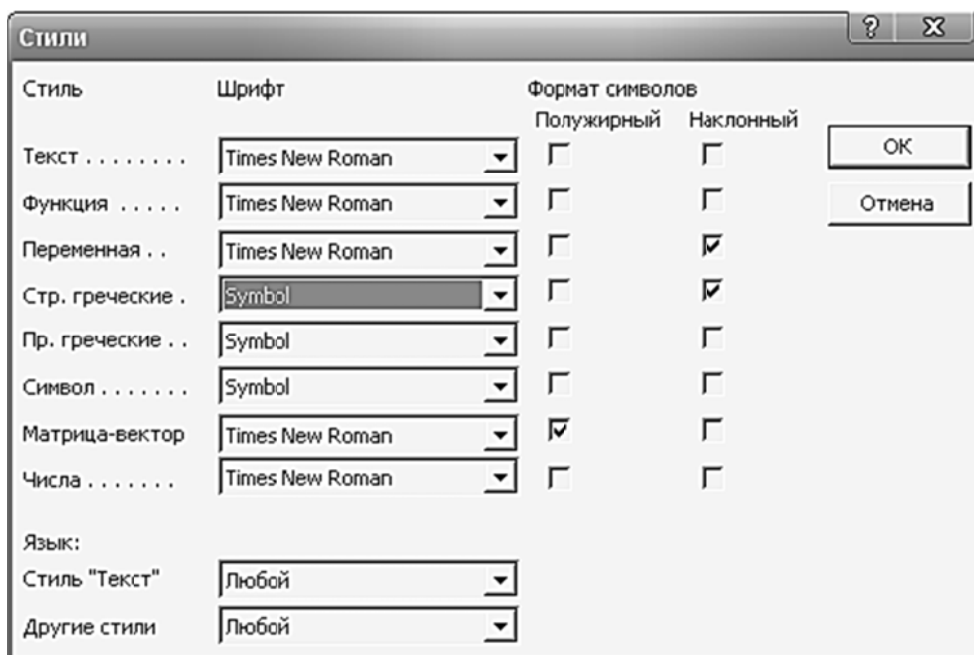 Стили
Стиль Шрифт Формат символов
Полужирный Наклонный
Текст . . . . . . . . Times New Roman ОК
Функция . . . . . Times New Roman Отмена
Переменная . . Times New Roman
Стр. греческие . Symbol
Пр. греческие . . Symbol
Символ . . . . . . . Symbol
Матрица-вектор Times New Roman
Числа . . . . . . . Times New Roman
Язык:
Стиль "Текст" Любой
Другие стили Любой